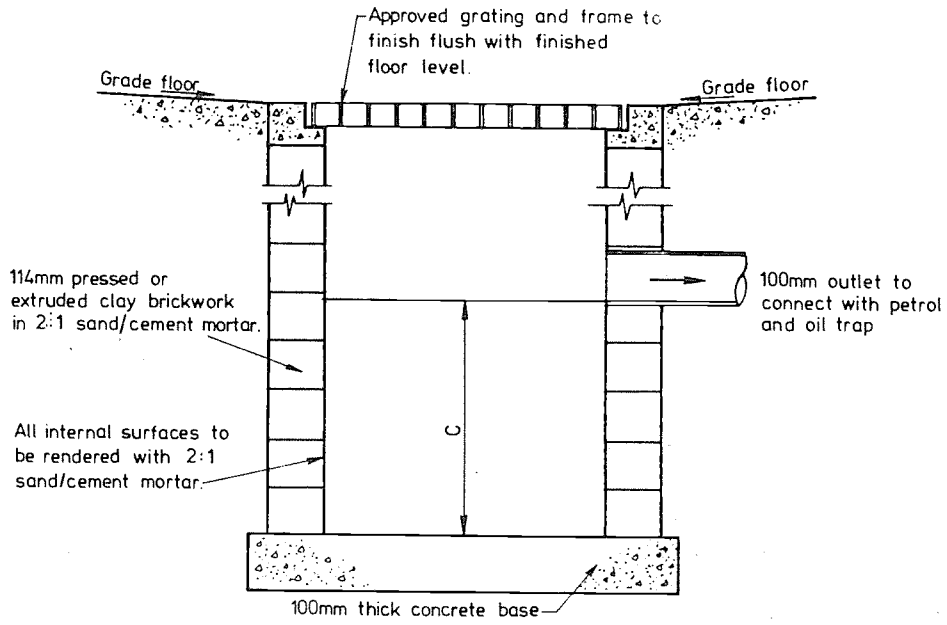 Approved grating and frame to
finish flush with finished
floor level.
Grade floor
Grade floor
114mm pressed or
extruded clay brickwork
in 2:1 sand/cement mortar.
100mm outlet to
connect with petrol
and oil trap
C
All internal surfaces to
be rendered with 2:1
sand/cement mortar.
100mm thick concrete base